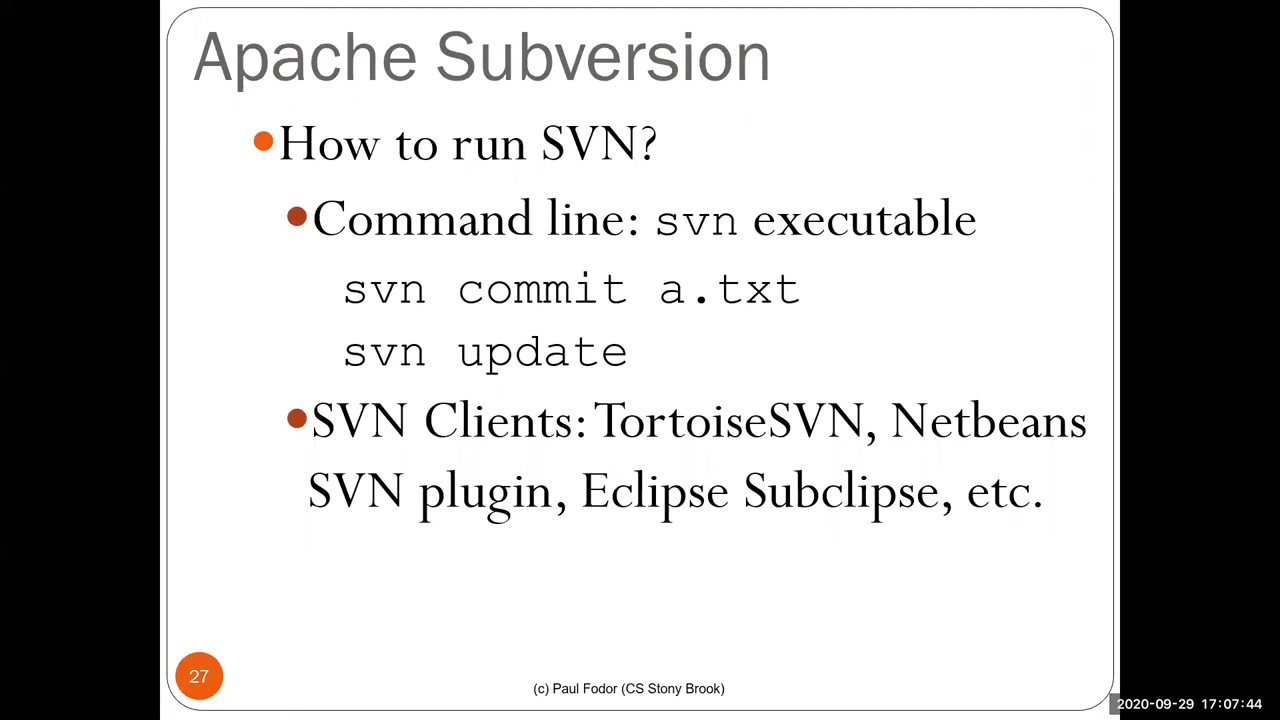 Apache Subversion
How to run SVN?
Command line: svn executable
svn commit a.txt
svn update
SVN Clients: TortoiseSVN, Netbeans
SVN plugin, Eclipse Subclipse, etc.
27
(c) Paul Fodor (CS Stony Brook)
2020-09-29 17:07:44